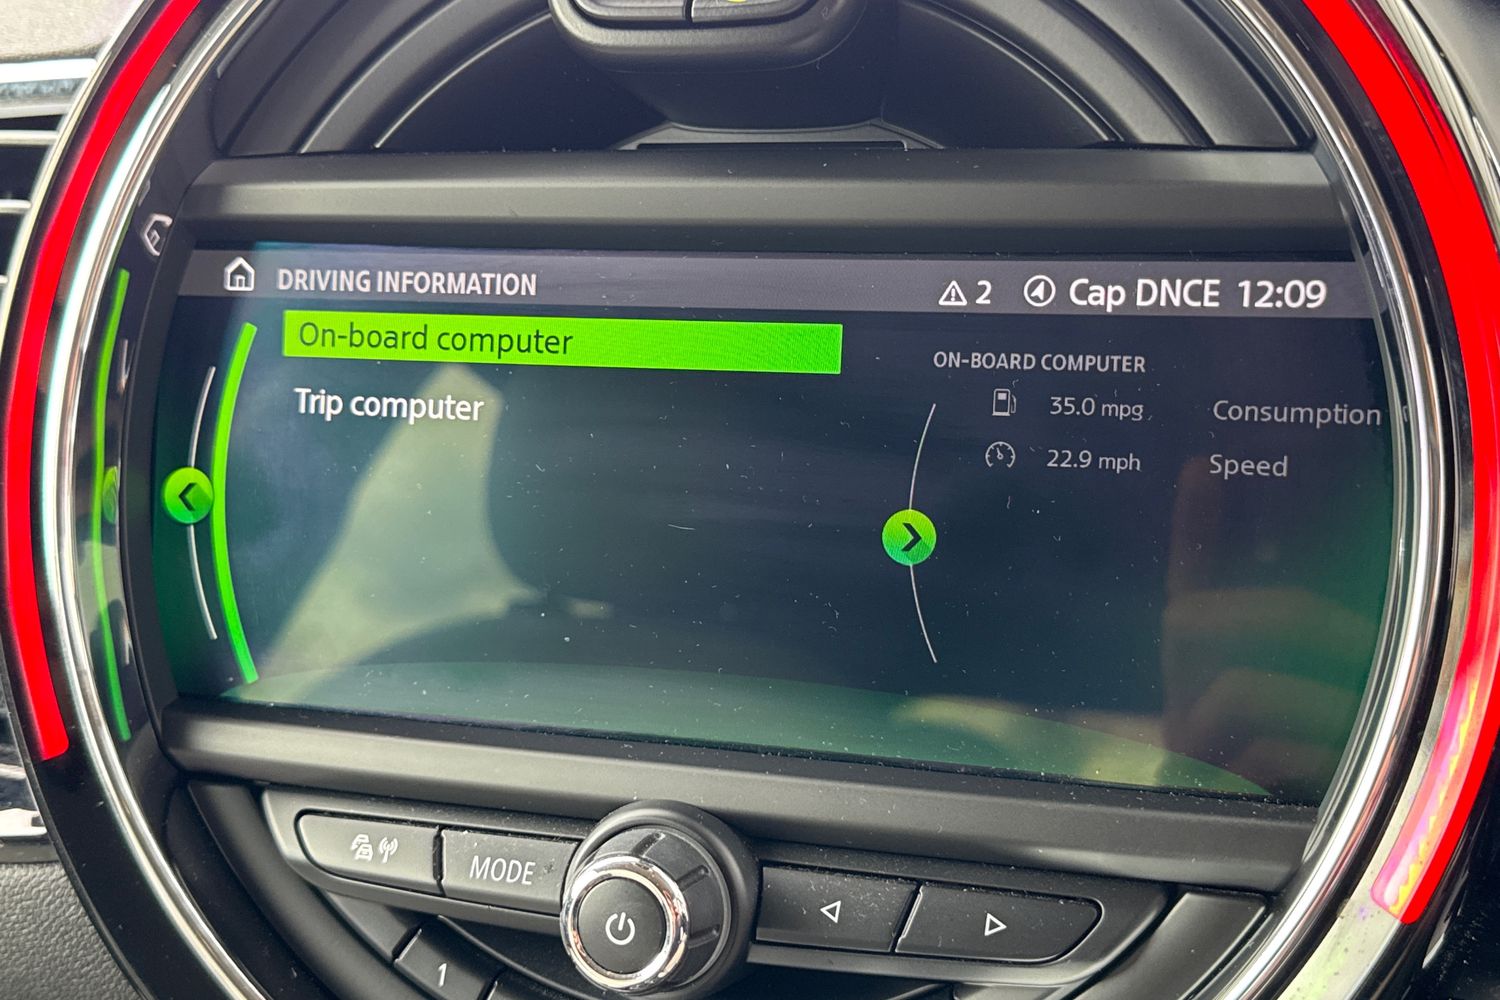 DRIVING INFORMATION 2 Cap DNCE 12:09
On-board computer
Trip computer
ON-BOARD COMPUTER
35.0 mpg Consumption
22.9 mph Speed
MODE
1